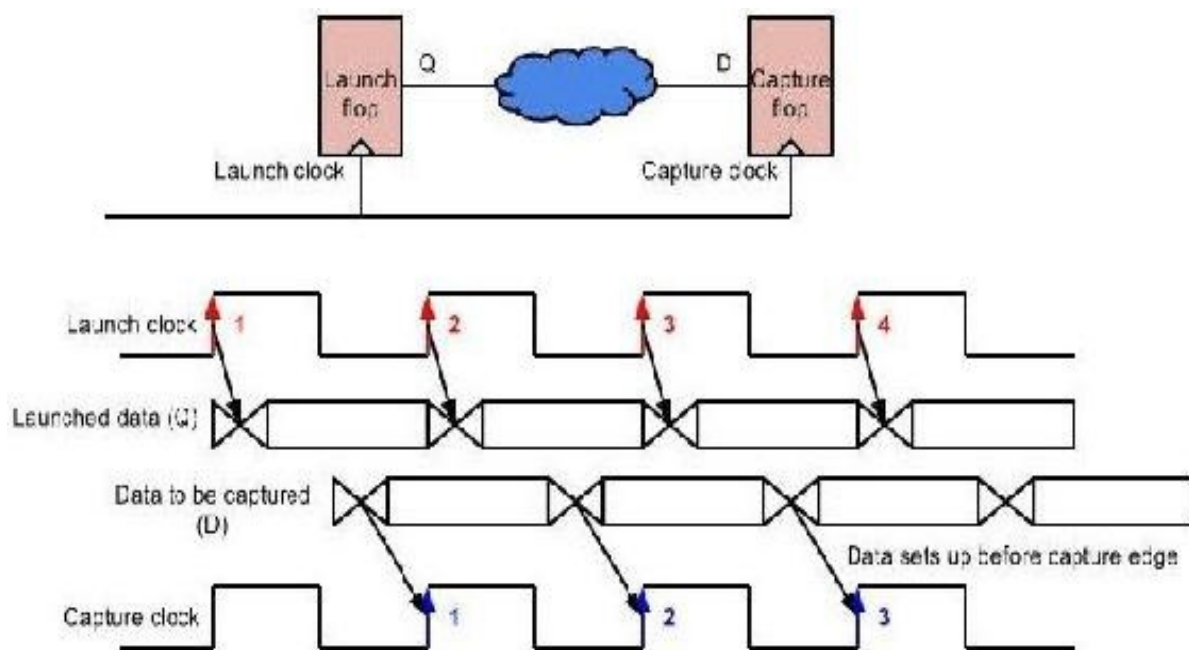 Q
D
Launch
flop
Capture
flop
Launch clock
Capture clock
Launch clock
1
2
3
4
Launched data (Q)
Data to be captured
(D)
Data sets up before capture edge
Capture clock
1
2
3